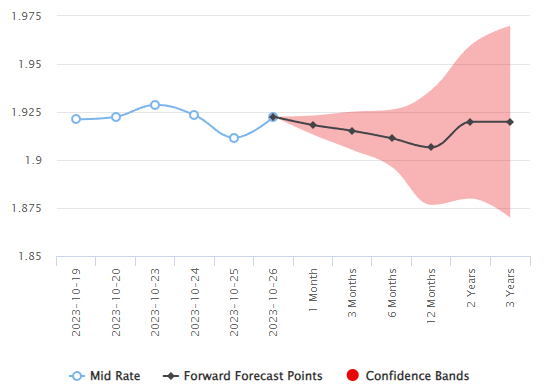 1.975
1.95
1.925
1.9
1.875
1.85
2023-10-19
2023-10-20
2023-10-23
2023-10-24
2023-10-25
2023-10-26
1 Month
3 Months
6 Months
12 Months
2 Years
3 Years
Mid Rate Forward Forecast Points Confidence Bands